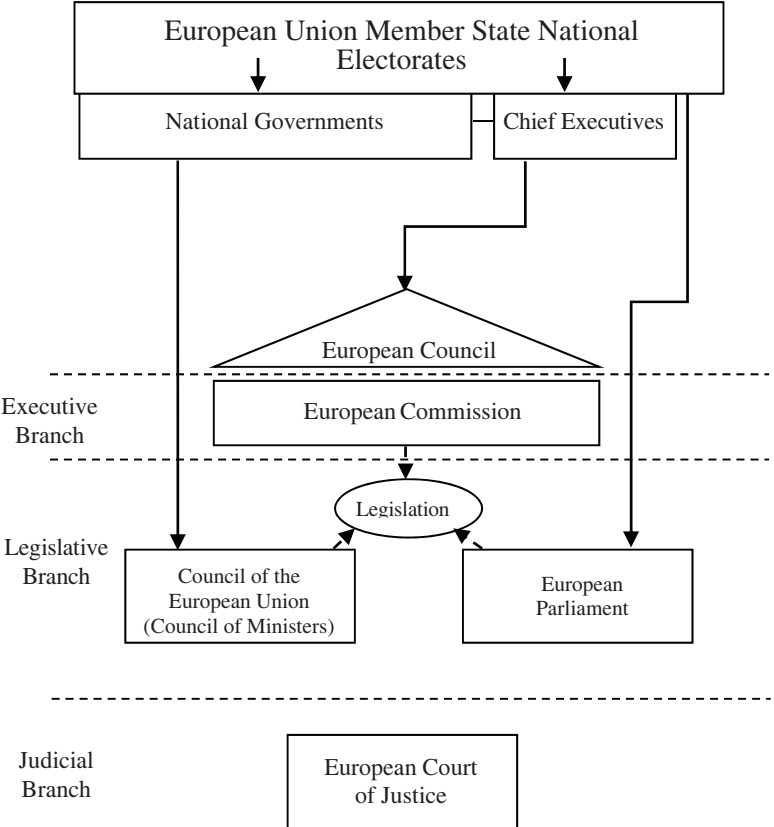 European Union Member State National
Electorates
National Governments
Chief Executives
European Council
Executive
Branch
European Commission
Legislation
Legislative
Branch
Council of the
European Union
(Council of Ministers)
European
Parliament
Judicial
Branch
European Court
of Justice